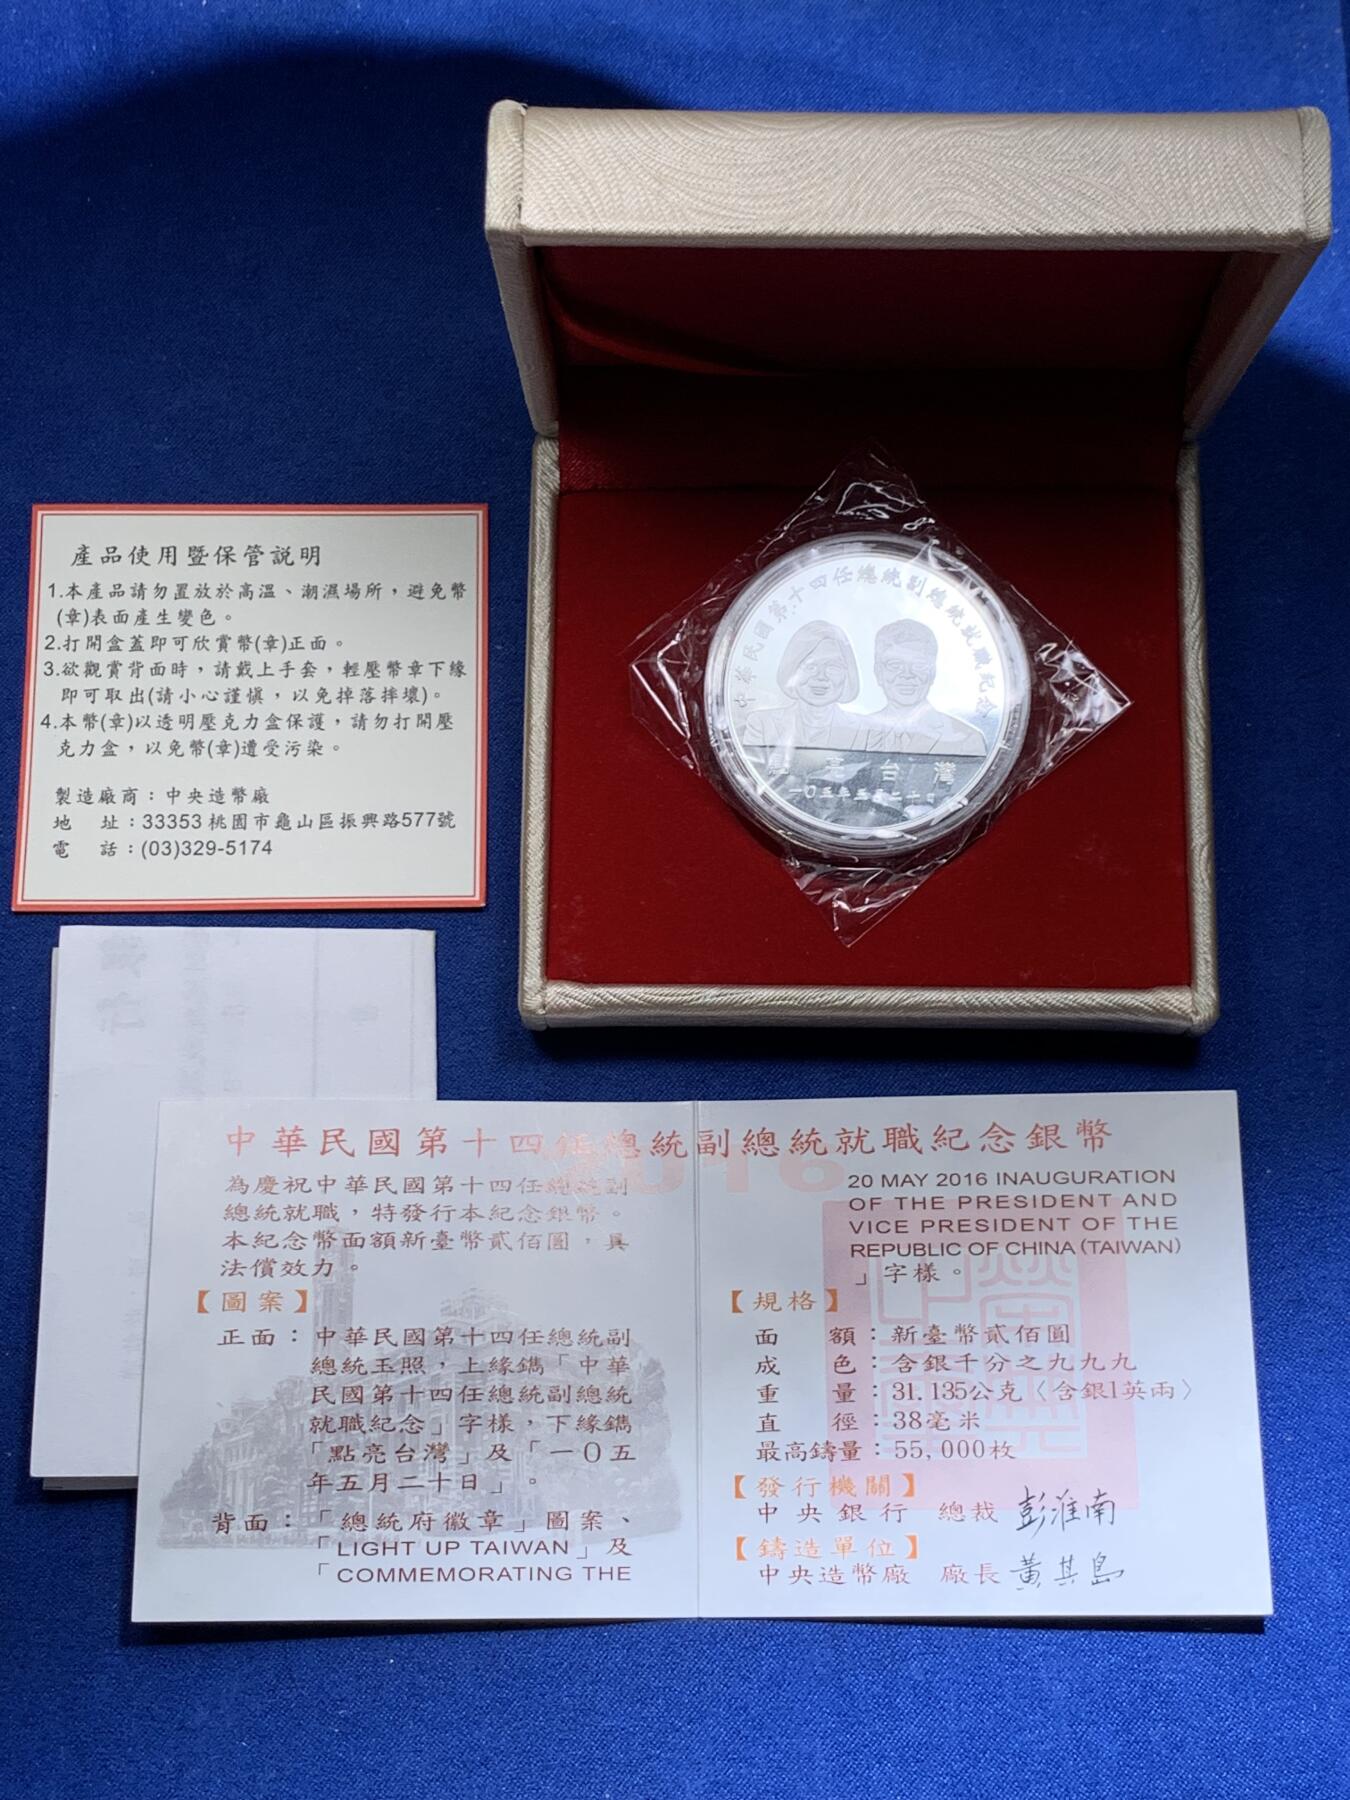 中華民國第十四任總統副總統就職紀念
點亮台灣
一〇五年五月二十日
產品使用暨保管說明
1.本產品請勿置放於高溫、潮濕場所，避免幣
(章)表面產生變色。
2.打開盒蓋即可欣賞幣(章)正面。
3.欲觀賞背面時，請戴上手套，輕壓幣章下緣
即可取出(請小心謹慎，以免掉落摔壞)。
4.本幣(章)以透明壓克力盒保護，請勿打開壓
克力盒，以免幣(章)遭受污染。
製造廠商：中央造幣廠
地 址：33353桃園市龜山區振興路577號
電 話：(03)329-5174
中華民國第十四任總統副總統就職紀念銀幣
2016
為慶祝中華民國第十四任總統副
總統就職，特發行本紀念銀幣。
本紀念幣面額新臺幣貳佰圓，具
法償效力。
【圖案】
正面：中華民國第十四任總統副
總統玉照，上緣鐫「中華
民國第十四任總統副總統
就職紀念」字樣，下緣鐫
「點亮台灣」及「一〇五
年五月二十日」。
背面：「總統府徽章」圖案、
「LIGHT UP TAIWAN」及
「COMMEMORATING THE
20 MAY 2016 INAUGURATION
OF THE PRESIDENT AND
VICE PRESIDENT OF THE
REPUBLIC OF CHINA (TAIWAN)
」字樣。
【規格】
面 額：新臺幣貳佰圓
成 色：含銀千分之九九九
重 量：31.135公克〈含銀1英兩〉
直 徑：38毫米
最高鑄量：55,000枚
【發行機關】
中央銀行 總裁 彭淮南
【鑄造單位】
中央造幣廠 廠長 黃其島